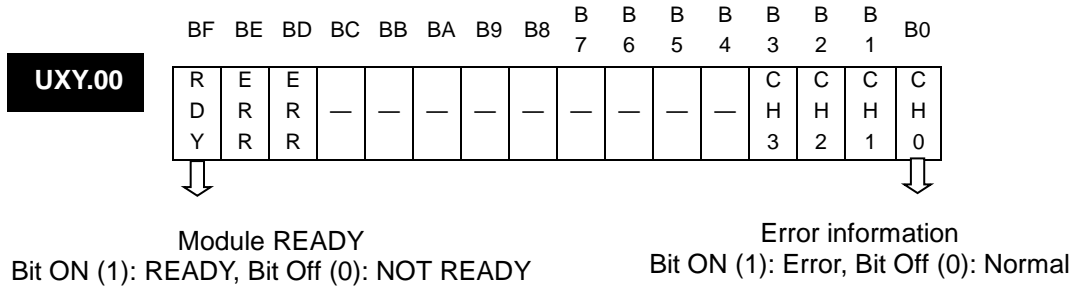 BF BE BD BC BB BA B9 B8 B7 B6 B5 B4 B3 B2 B1 B0
UXY.00 RDY ERR ERR — — — — — — — — — CH3 CH2 CH1 CH0
Module READY
Bit ON (1): READY, Bit Off (0): NOT READY
Error information
Bit ON (1): Error, Bit Off (0): Normal